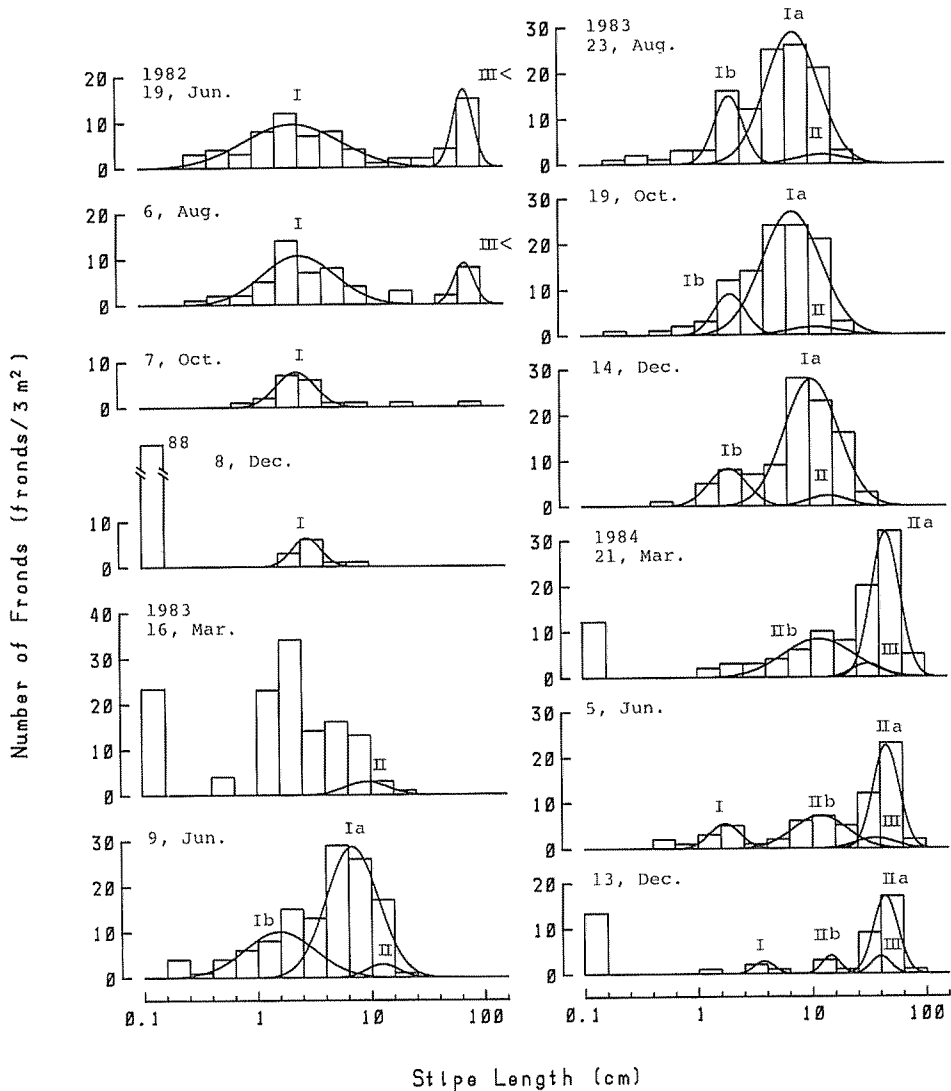 Number of Fronds (fronds/3 m²)
1982
19, Jun.
I
III<
20
10
0
6, Aug.
I
III<
20
10
0
7, Oct.
I
10
0
88
8, Dec.
I
10
0
1983
16, Mar.
II
40
30
20
10
0
9, Jun.
Ia
Ib
II
30
20
10
0
0.1 1 10 100
1983
23, Aug.
Ia
Ib
II
30
20
10
0
19, Oct.
Ia
Ib
II
30
20
10
0
14, Dec.
Ia
Ib
II
30
20
10
0
1984
21, Mar.
IIa
IIb
III
30
20
10
0
5, Jun.
IIa
I
IIb
III
30
20
10
0
13, Dec.
IIa
I
IIb
III
20
10
0
0.1 1 10 100
Stipe Length (cm)